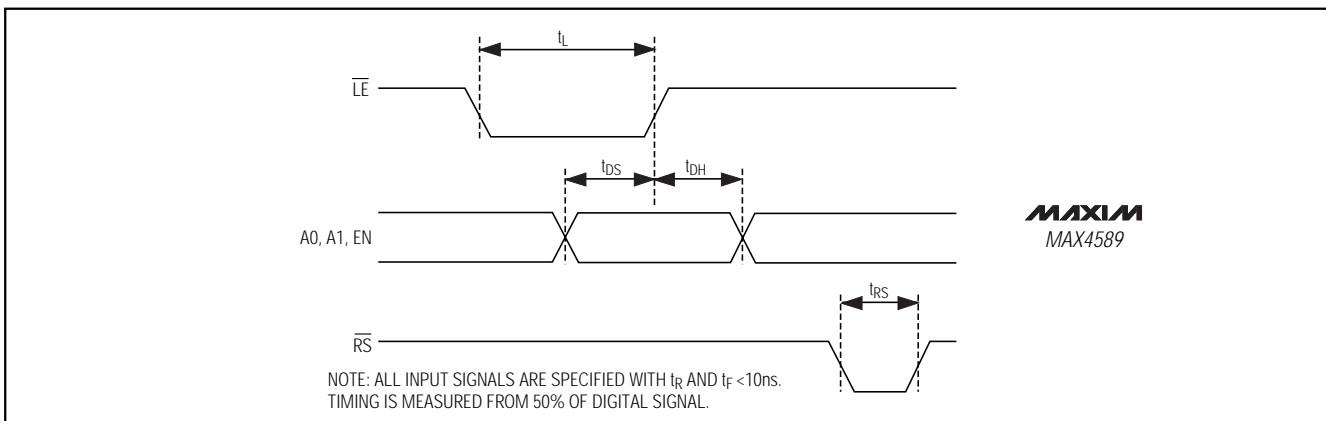 tL
LE
tDS
tDH
A0, A1, EN
MAXIM
MAX4589
tRS
RS
NOTE: ALL INPUT SIGNALS ARE SPECIFIED WITH tR AND tF <10ns.
TIMING IS MEASURED FROM 50% OF DIGITAL SIGNAL.